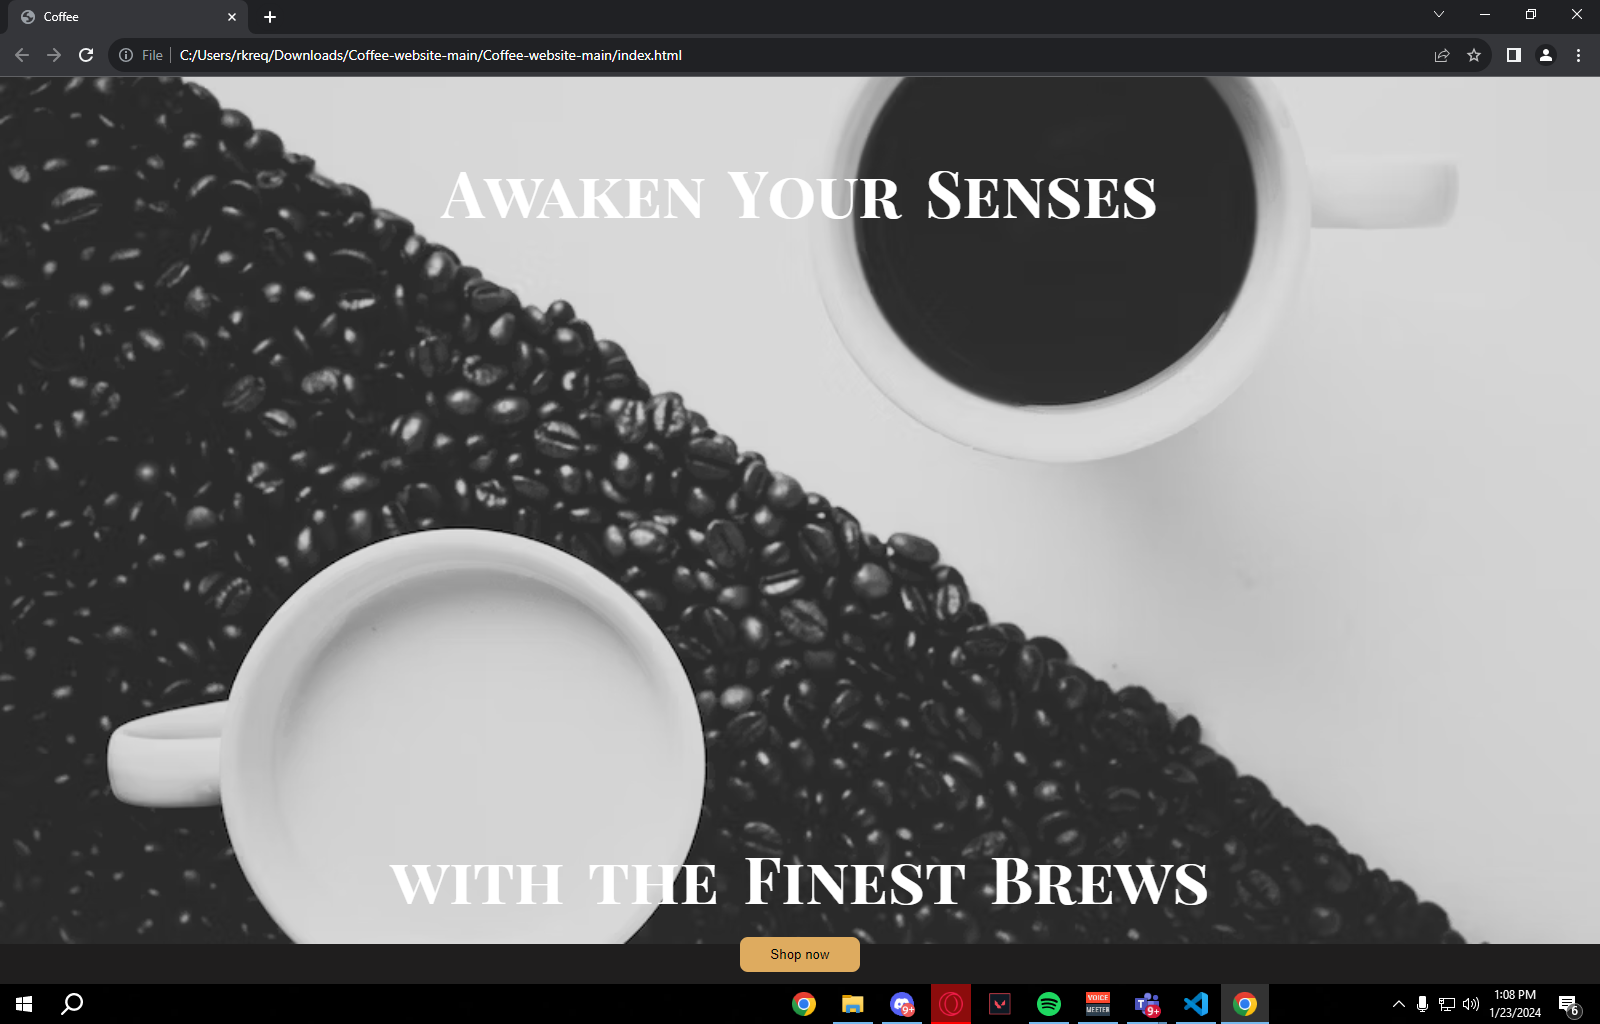 Coffee
File
C:/Users/rkreq/Downloads/Coffee-website-main/Coffee-website-main/index.html
Awaken Your Senses
with the Finest Brews
Shop now
9+
VOICE
MEETER
T
9+
1:08 PM
1/23/2024
6